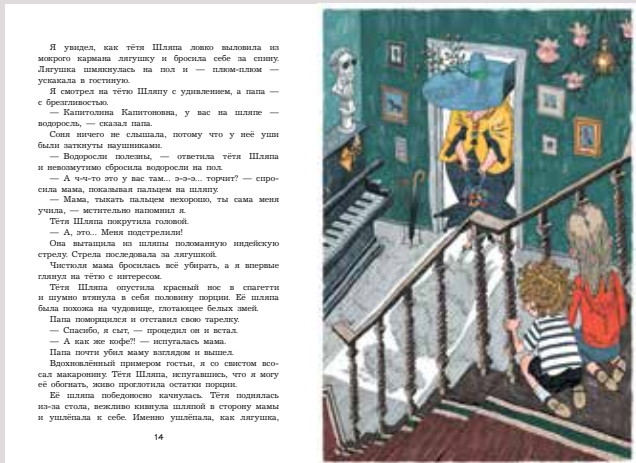 Я увидел, как тётя Шляпа ловко выловила из
мокрого кармана лягушку и бросила себе за спину.
Лягушка шмякнулась на пол и — плюм-плюм —
ускакала в гостиную.
Я смотрел на тётю Шляпу с удивлением, а папа —
с брезгливостью.
— Капитолина Капитоновна, у вас на шляпе —
водоросль, — сказал папа.
Соня ничего не слышала, потому что у неё уши
были заткнуты наушниками.
— Водоросли полезны, — ответила тётя Шляпа
и невозмутимо сбросила водоросли на пол.
— А ч-ч-то это у вас там... э-э-э... торчит? — спро-
сила мама, показывая пальцем на шляпу.
— Мама, тыкать пальцем нехорошо, ты сама меня
учила, — мстительно напомнил я.
Тётя Шляпа покрутила головой.
— А, это... Меня подстрелили!
Она вытащила из шляпы поломанную индейскую
стрелу. Стрела последовала за лягушкой.
Чистюля мама бросилась всё убирать, а я впервые
глянул на тётю с интересом.
Тётя Шляпа опустила красный нос в спагетти
и шумно втянула в себя половину порции. Её шляпа
была похожа на чудовище, глотающее белых змей.
Папа поморщился и отставил свою тарелку.
— Спасибо, я сыт, — процедил он и встал.
— А как же кофе?! — испугалась мама.
Папа почти убил маму взглядом и вышел.
Вдохновлённый примером гостьи, я со свистом всо-
сал макаронину. Тётя Шляпа, испугавшись, что я могу
её обогнать, живо проглотила остатки порции.
Её шляпа победоносно качнулась. Тётя поднялась
из-за стола, вежливо кивнула шляпой в сторону мамы
и ушлёпала к себе. Именно ушлёпала, как лягушка,
14